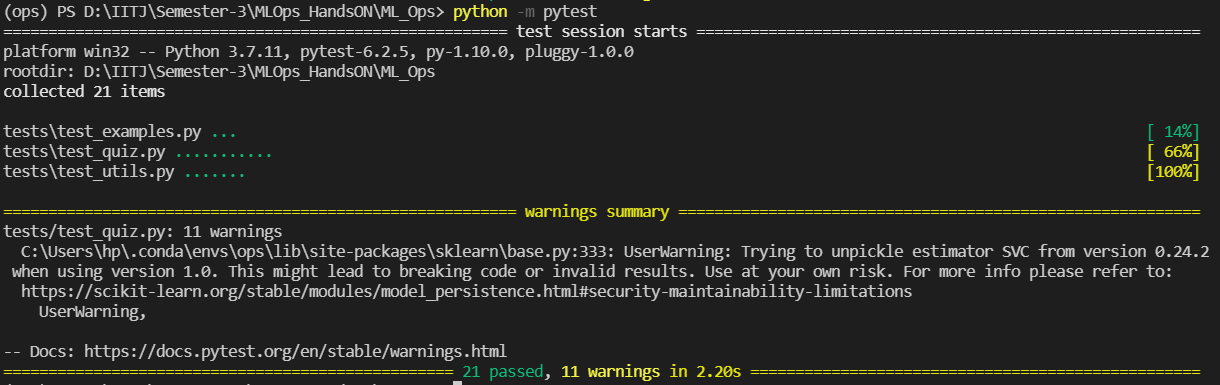 (ops) PS D:\IITJ\Semester-3\MLOps_HandsON\ML_Ops> python -m pytest
======================================================= test session starts ========================================================
platform win32 -- Python 3.7.11, pytest-6.2.5, py-1.10.0, pluggy-1.0.0
rootdir: D:\IITJ\Semester-3\MLOps_HandsON\ML_Ops
collected 21 items
tests\test_examples.py ... [ 14%]
tests\test_quiz.py ........... [ 66%]
tests\test_utils.py ....... [100%]
========================================================= warnings summary =========================================================
tests/test_quiz.py: 11 warnings
C:\Users\hp\.conda\envs\ops\lib\site-packages\sklearn\base.py:333: UserWarning: Trying to unpickle estimator SVC from version 0.24.2
when using version 1.0. This might lead to breaking code or invalid results. Use at your own risk. For more info please refer to:
https://scikit-learn.org/stable/modules/model_persistence.html#security-maintainability-limitations
UserWarning,
-- Docs: https://docs.pytest.org/en/stable/warnings.html
================================================= 21 passed, 11 warnings in 2.20s ==================================================